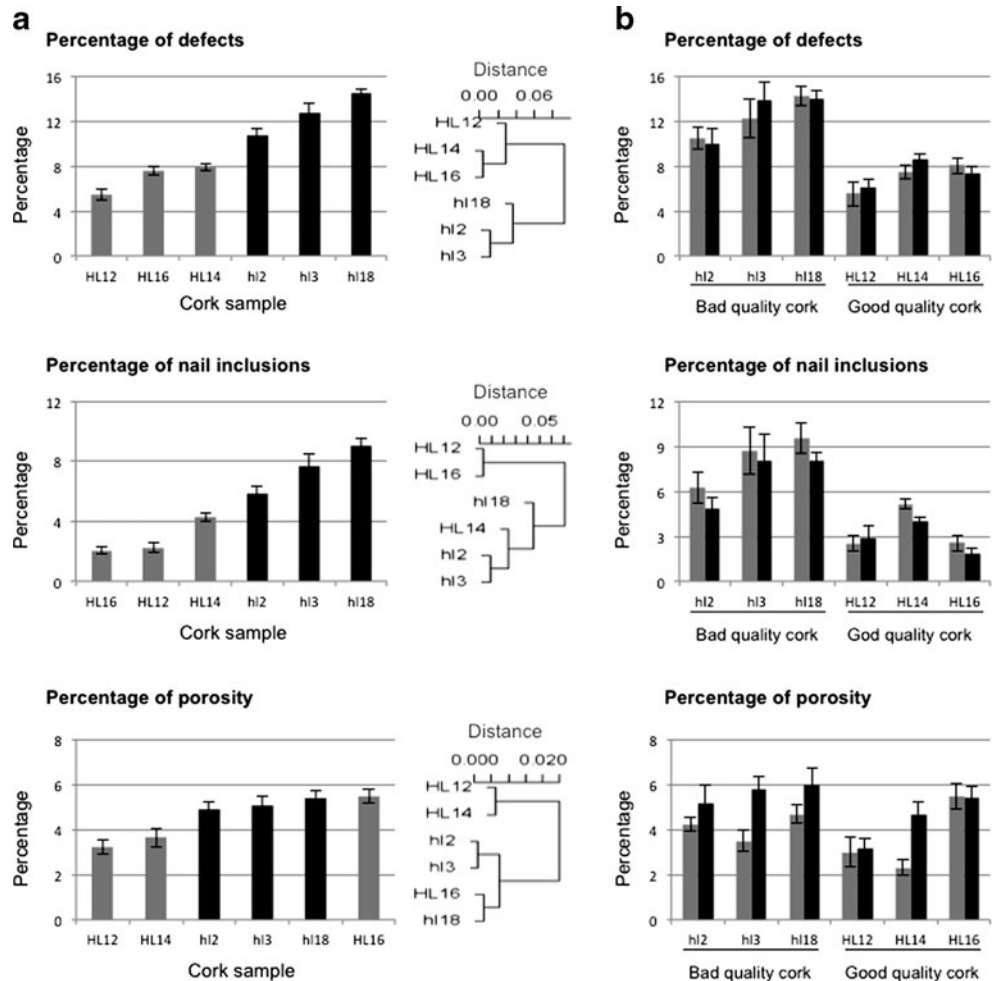 a
Percentage of defects
Percentage
16
12
8
4
0
HL12 HL16 HL14 hl2 hl3 hl18
Cork sample
Distance
0.00 0.06
HL12
HL14
HL16
hl18
hl2
hl3
Percentage of nail inclusions
Percentage
12
8
4
0
HL16 HL12 HL14 hl2 hl3 hl18
Cork sample
Distance
0.00 0.05
HL12
HL16
hl18
HL14
hl2
hl3
Percentage of porosity
Percentage
8
6
4
2
0
HL12 HL14 hl2 hl3 hl18 HL16
Cork sample
Distance
0.000 0.020
HL12
HL14
hl2
hl3
HL16
hl18
b
Percentage of defects
Percentage
16
12
8
4
0
hl2 hl3 hl18 HL12 HL14 HL16
Bad quality cork Good quality cork
Percentage of nail inclusions
Percentage
12
9
6
3
0
hl2 hl3 hl18 HL12 HL14 HL16
Bad quality cork God quality cork
Percentage of porosity
Percentage
8
6
4
2
0
hl2 hl3 hl18 HL12 HL14 HL16
Bad quality cork Good quality cork